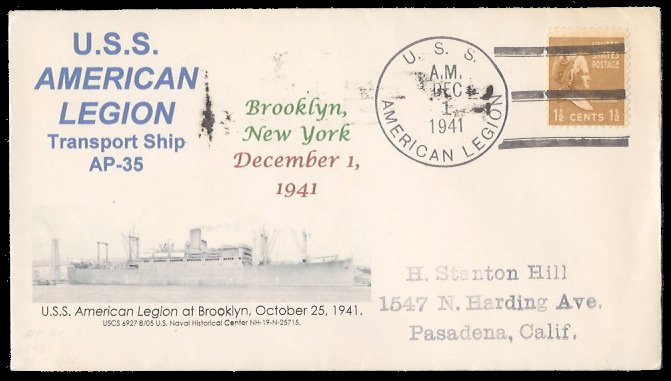 U.S.S.
AMERICAN
LEGION
Transport Ship
AP-35
Brooklyn,
New York
December 1,
1941
U. S. S.
A.M.
DEC
1
1941
AMERICAN LEGION
UNITED
STATES
POSTAGE
1½ CENTS 1½
U.S.S. American Legion at Brooklyn, October 25, 1941.
USCS 6927 8/05 U.S. Naval Historical Center NH-19-N-25715.
H. Stanton Hill
1547 N. Harding Ave.
Pasadena, Calif.